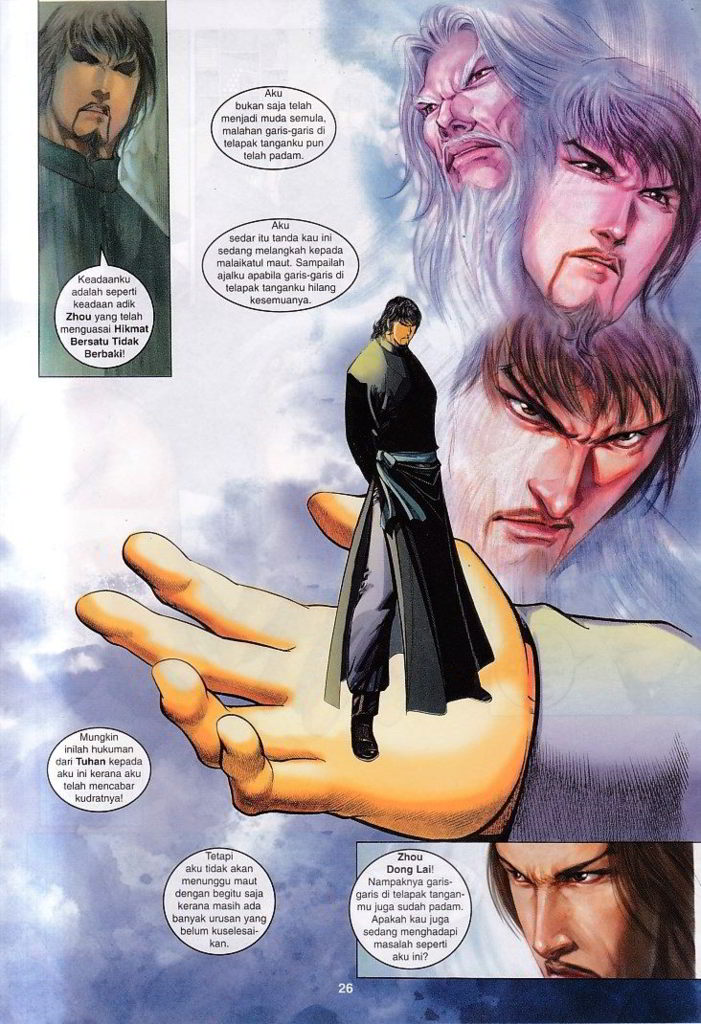 Aku
bukan saja telah
menjadi muda semula,
malahan garis-garis di
telapak tanganku pun
telah padam.
Aku
sedar itu tanda kau ini
sedang melangkah kepada
malaikatul maut. Sampailah
ajalku apabila garis-garis di
telapak tanganku hilang
kesemuanya.
Keadaanku
adalah seperti
keadaan adik
Zhou yang telah
menguasai Hikmat
Bersatu Tidak
Berbaki!
Mungkin
inilah hukuman
dari Tuhan kepada
aku ini kerana aku
telah mencabar
kudratnya!
Tetapi
aku tidak akan
menunggu maut
dengan begitu saja
kerana masih ada
banyak urusan yang
belum kuselesai-
kan.
Zhou
Dong Lai!
Nampaknya garis-
garis di telapak tangan-
mu juga sudah padam.
Apakah kau juga
sedang menghadapi
masalah seperti
aku ini?
26